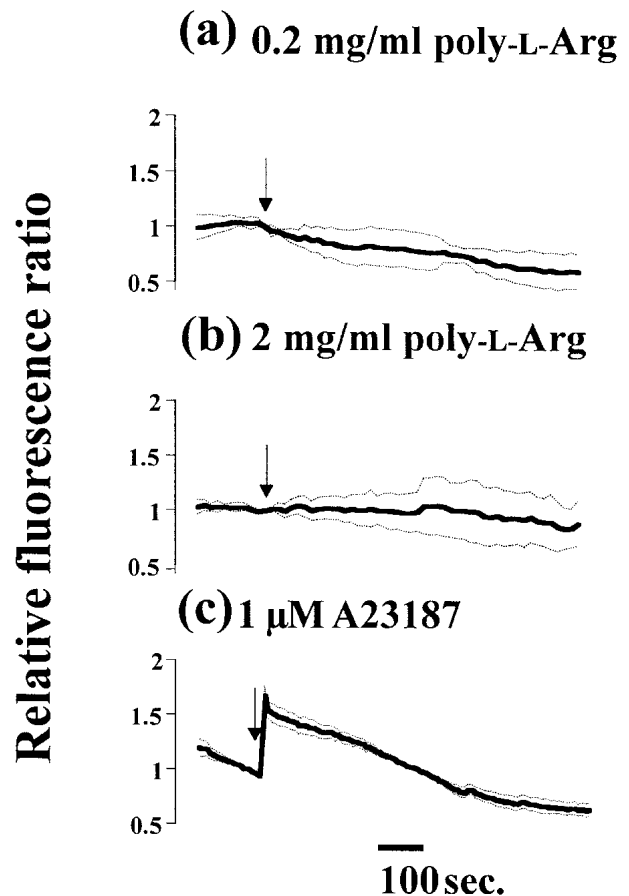 (a) 0.2 mg/ml poly-L-Arg
2
1.5
1
0.5
(b) 2 mg/ml poly-L-Arg
2
1.5
1
0.5
(c) 1 μM A23187
2
1.5
1
0.5
100 sec.
Relative fluorescence ratio